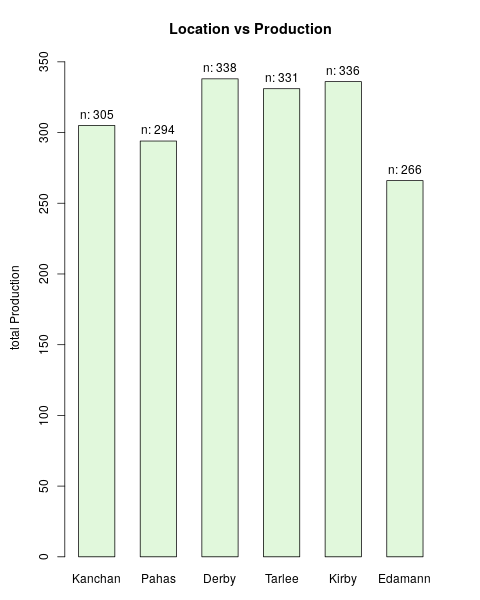 Location vs Production
total Production
350
300
250
200
150
100
50
0
n: 305
n: 294
n: 338
n: 331
n: 336
n: 266
Kanchan
Pahas
Derby
Tarlee
Kirby
Edamann